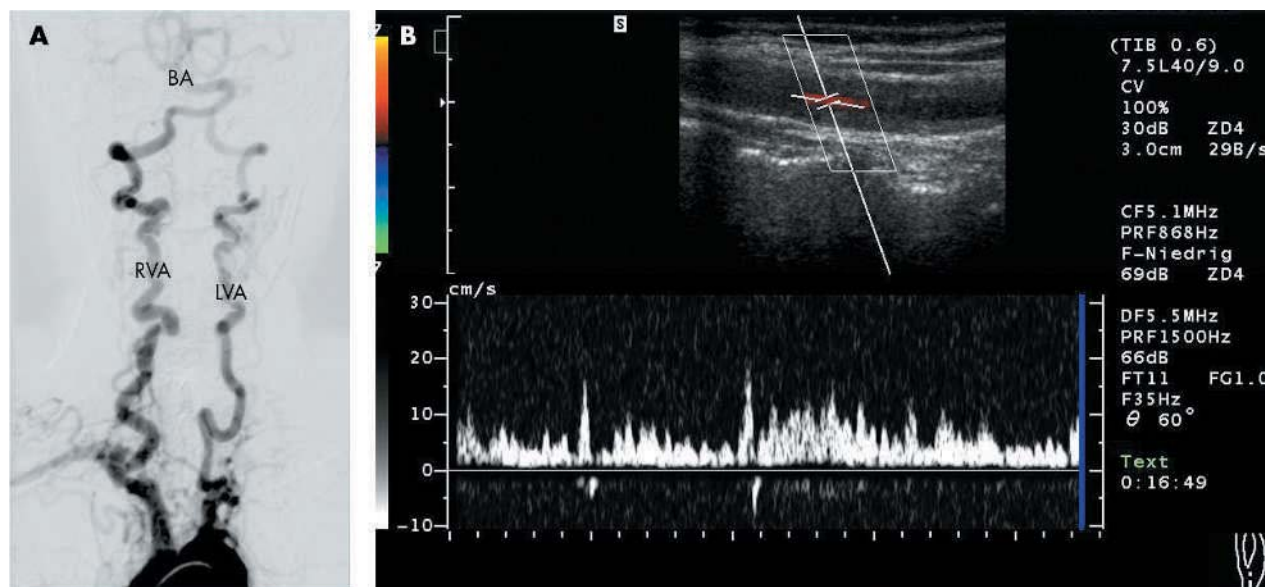 A
BA
RVA
LVA
B
S
(TIB 0.6)
7.5L40/9.0
CV
100%
30dB ZD4
3.0cm 29B/s
CF5.1MHz
PRF868Hz
F-Niedrig
69dB ZD4
DF5.5MHz
PRF1500Hz
66dB
FT11 FG1.0
F35Hz
θ 60°
Text
0:16:49
cm/s
30
20
10
0
-10